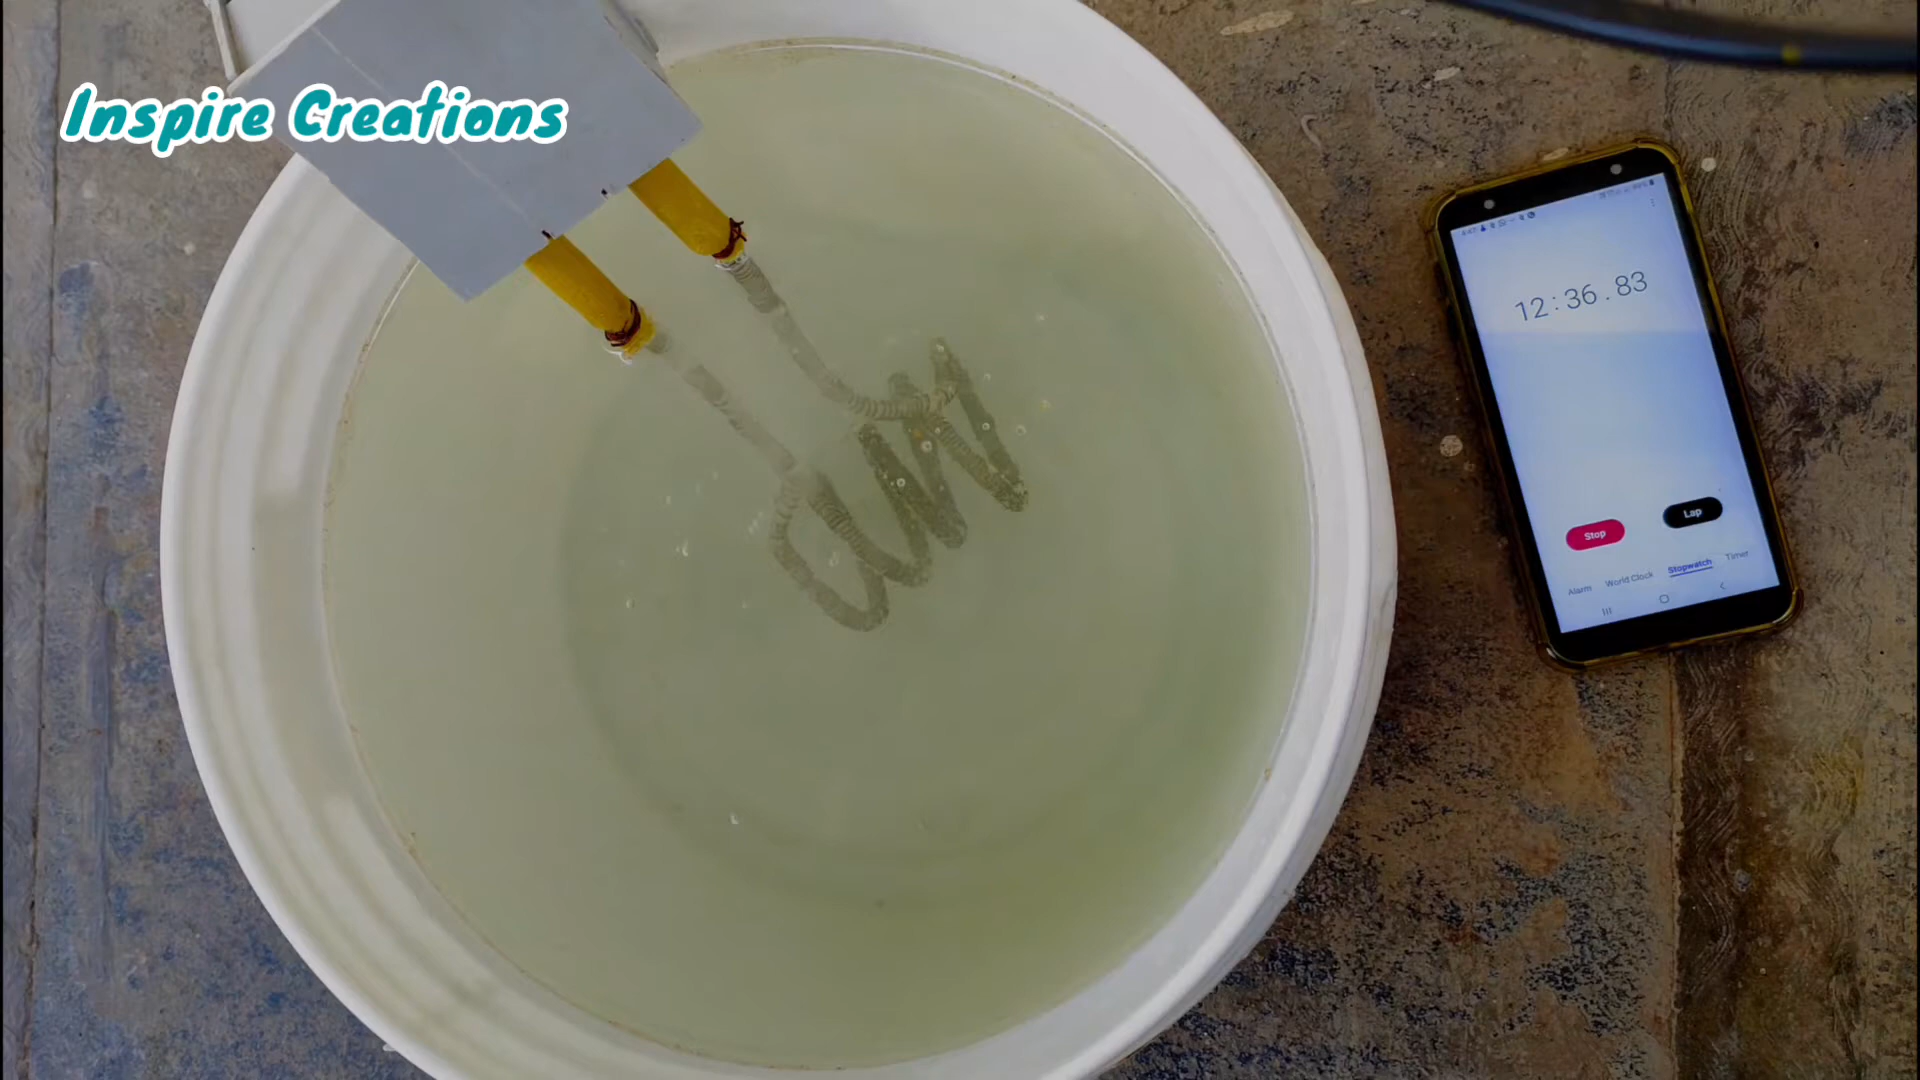 Inspire Creations
12:36.83
Stop
Lap
Alarm
World Clock
Stopwatch
Timer